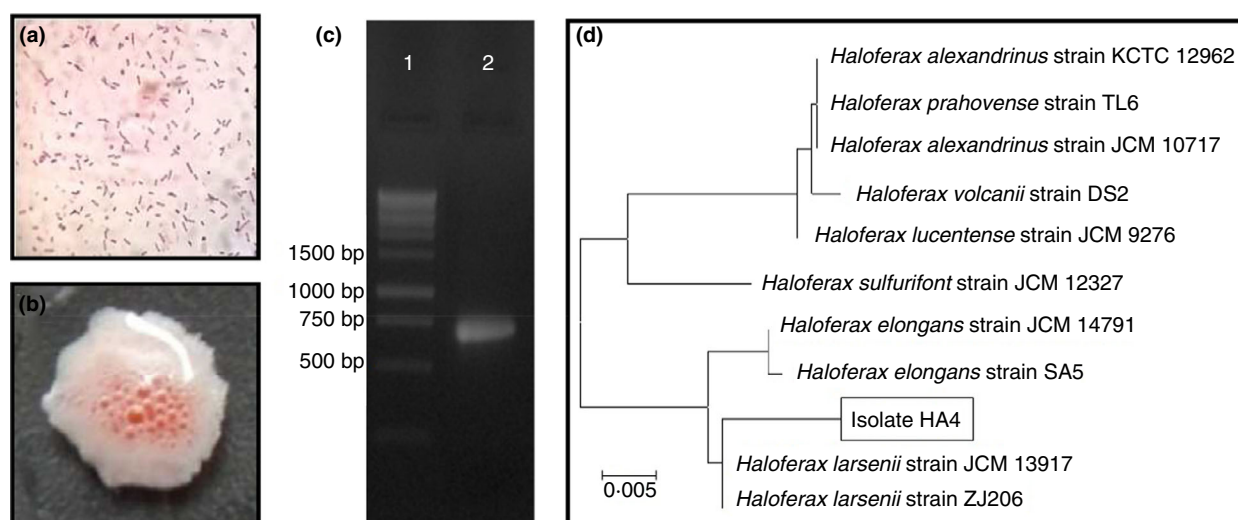 (a)
(b)
(c)
1 2
1500 bp
1000 bp
750 bp
500 bp
(d)
Haloferax alexandrinus strain KCTC 12962
Haloferax prahovense strain TL6
Haloferax alexandrinus strain JCM 10717
Haloferax volcanii strain DS2
Haloferax lucentense strain JCM 9276
Haloferax sulfurifont strain JCM 12327
Haloferax elongans strain JCM 14791
Haloferax elongans strain SA5
Isolate HA4
Haloferax larsenii strain JCM 13917
Haloferax larsenii strain ZJ206
0·005